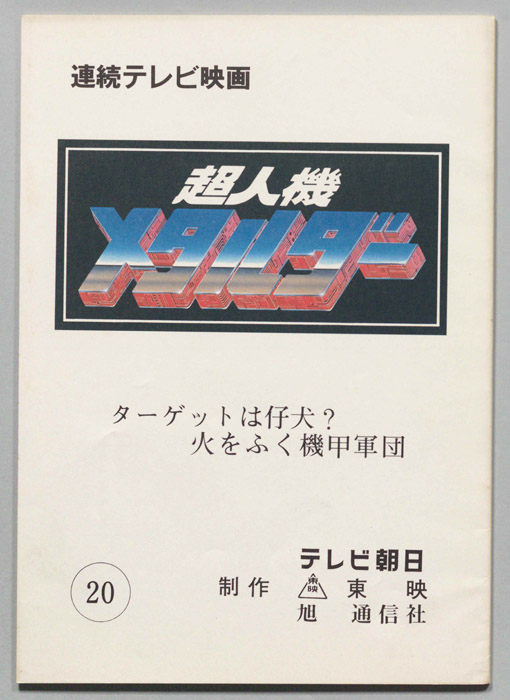 連続テレビ映画
超人機
メタルダー
ターゲットは仔犬?
火をふく機甲軍団
テレビ朝日
制作 東映 東映
旭通信社
20